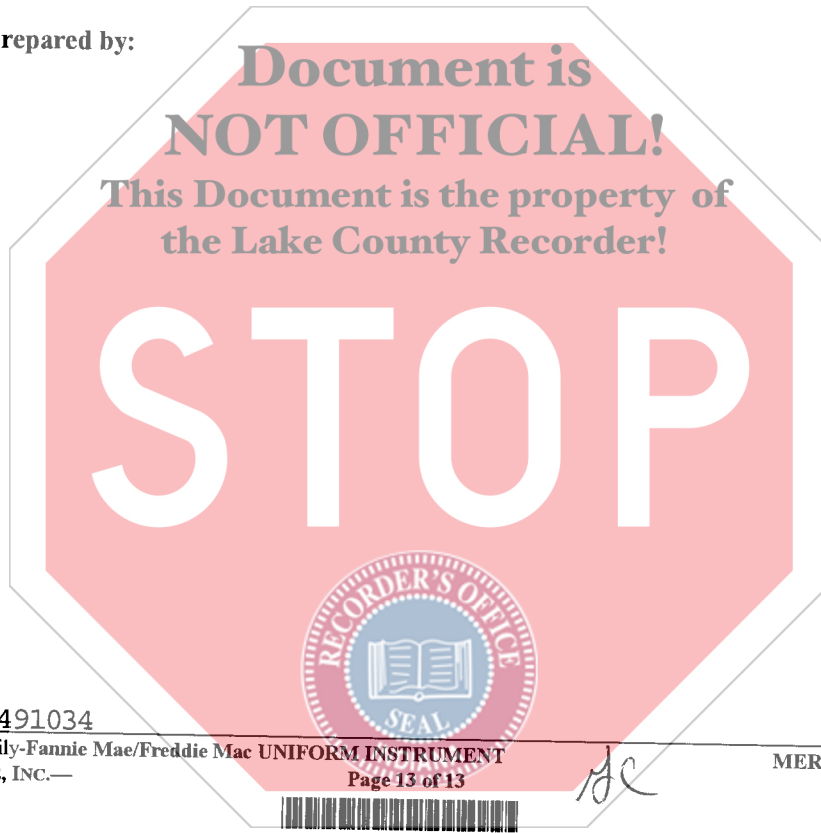 repared by:
Document is
NOT OFFICIAL!
This Document is the property of
the Lake County Recorder!
STOP
RECORDER'S OFFICE
SEAL
INDIANA
491034
ily-Fannie Mae/Freddie Mac UNIFORM INSTRUMENT
MER
, INC.—
Page 13 of 13